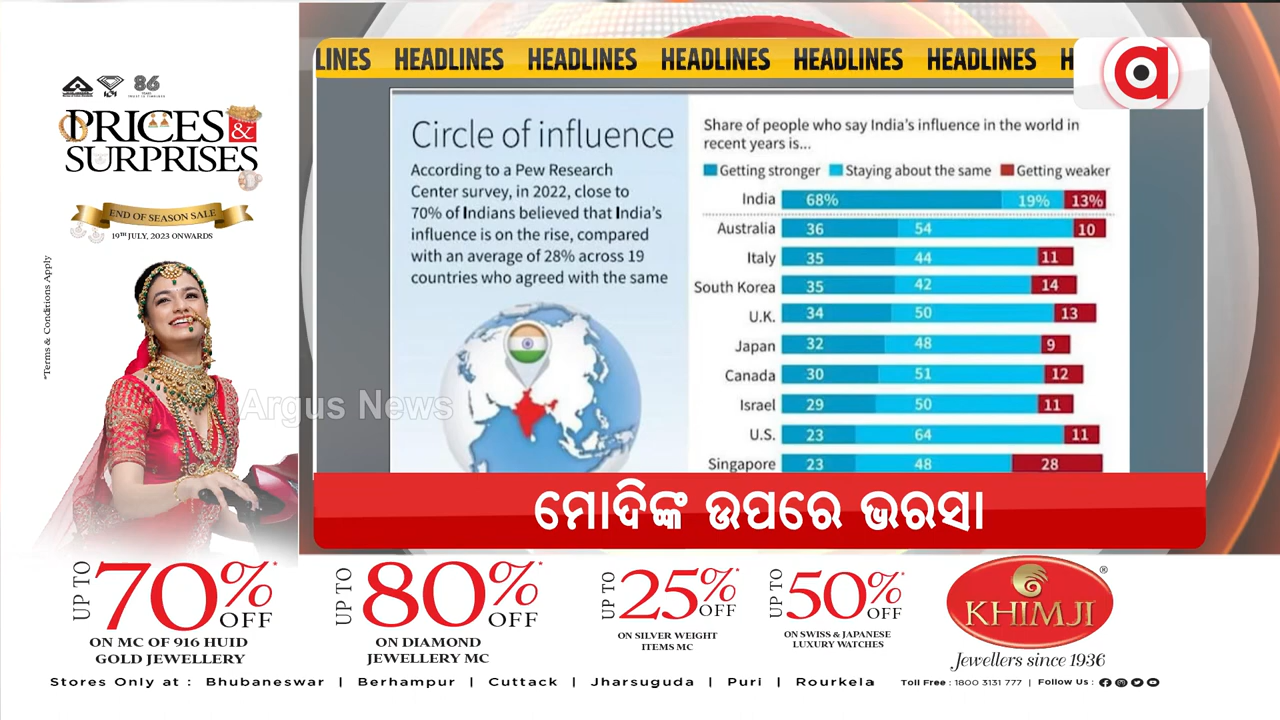 LINES HEADLINES HEADLINES HEADLINES HEADLINES HEADLINES H
a
86
PRICES &
SURPRISES
END OF SEASON SALE
19TH JULY, 2023 ONWARDS
*Terms & Conditions Apply
Circle of influence
According to a Pew Research
Center survey, in 2022, close to
70% of Indians believed that India's
influence is on the rise, compared
with an average of 28% across 19
countries who agreed with the same
Share of people who say India's influence in the world in
recent years is...
Getting stronger Staying about the same Getting weaker
India 68% 19% 13%
Australia 36 54 10
Italy 35 44 11
South Korea 35 42 14
U.K. 34 50 13
Japan 32 48 9
Canada 30 51 12
Israel 29 50 11
U.S. 23 64 11
Singapore 23 48 28
Argus News
ମୋଦିଙ୍କ ଉପରେ ଭରସା
UP TO 70%* OFF
ON MC OF 916 HUID
GOLD JEWELLERY
UP TO 80%* OFF
ON DIAMOND
JEWELLERY MC
UP TO 25%* OFF
ON SILVER WEIGHT
ITEMS MC
UP TO 50%* OFF
ON SWISS & JAPANESE
LUXURY WATCHES
KHIMJI ®
Jewellers since 1936
Stores Only at : Bhubaneswar | Berhampur | Cuttack | Jharsuguda | Puri | Rourkela
Toll Free : 1800 3131 777 | Follow Us :